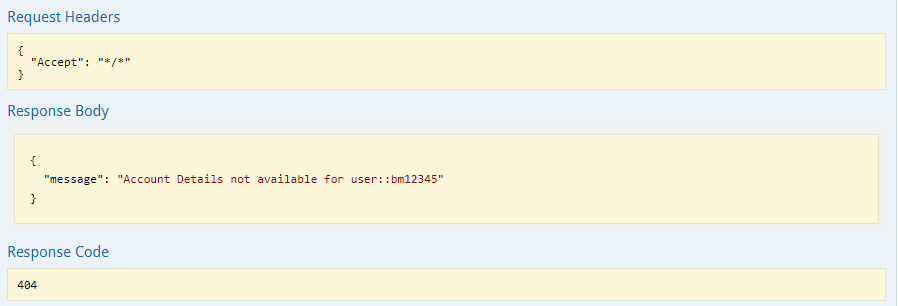 Request Headers
{
"Accept": "*/*"
}
Response Body
{
"message": "Account Details not available for user::bm12345"
}
Response Code
404